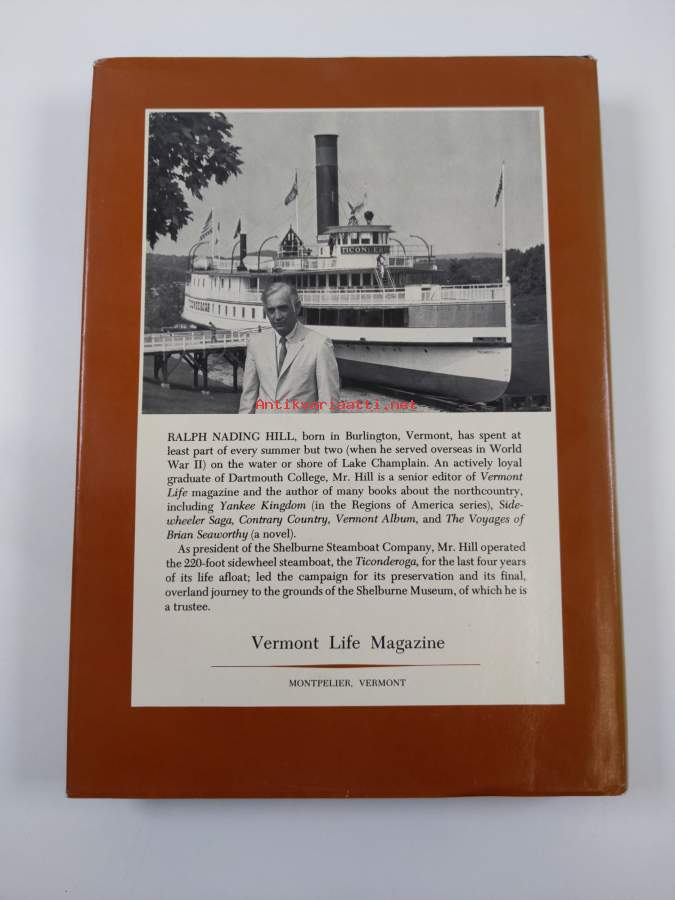 TICONDEROGA
Antikvariaatti.net
RALPH NADING HILL, born in Burlington, Vermont, has spent at
least part of every summer but two (when he served overseas in World
War II) on the water or shore of Lake Champlain. An actively loyal
graduate of Dartmouth College, Mr. Hill is a senior editor of Vermont
Life magazine and the author of many books about the northcountry,
including Yankee Kingdom (in the Regions of America series), Side-
wheeler Saga, Contrary Country, Vermont Album, and The Voyages of
Brian Seaworthy (a novel).
As president of the Shelburne Steamboat Company, Mr. Hill operated
the 220-foot sidewheel steamboat, the Ticonderoga, for the last four years
of its life afloat; led the campaign for its preservation and its final,
overland journey to the grounds of the Shelburne Museum, of which he is
a trustee.
Vermont Life Magazine
MONTPELIER, VERMONT